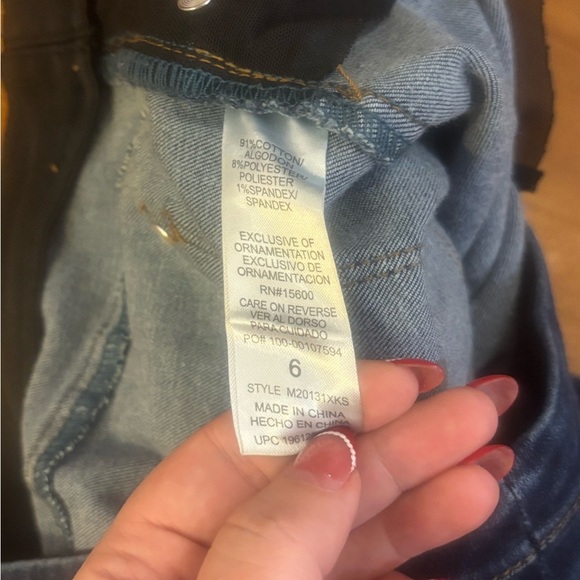 91%COTTON/
ALGODON
8%POLYESTER/
POLIESTER
1%SPANDEX/
SPANDEX
EXCLUSIVE OF
ORNAMENTATION
EXCLUSIVO DE
ORNAMENTACION
RN#15600
CARE ON REVERSE
VER AL DORSO
PARA CUIDADO
PO# 100-00107594
6
STYLE M20131XKS
MADE IN CHINA
HECHO EN CHINA
UPC